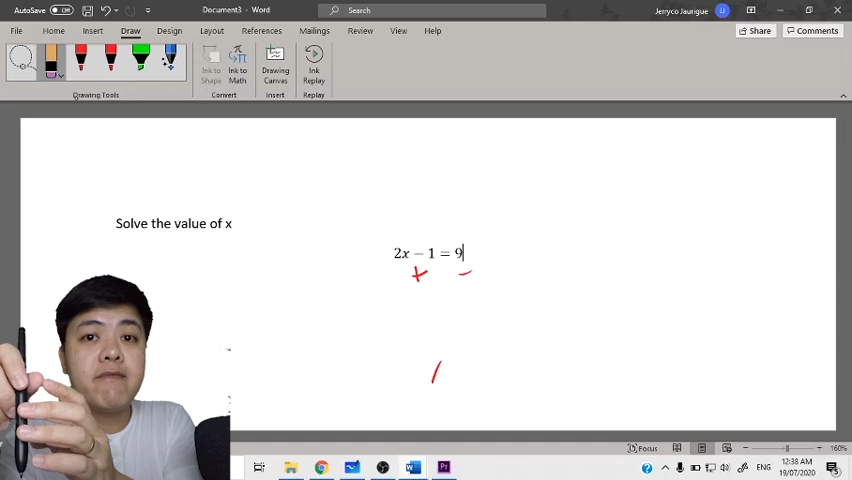 AutoSave Off Document3 - Word Search Jerryco Jaurigue JJ
File Home Insert Draw Design Layout References Mailings Review View Help Share Comments
Ink to Shape Ink to Math Drawing Canvas Ink Replay
Drawing Tools Convert Insert Replay
Solve the value of x
2x − 1 = 9
+ −
/
Focus 160%
ENG 12:38 AM
19/07/2020 5